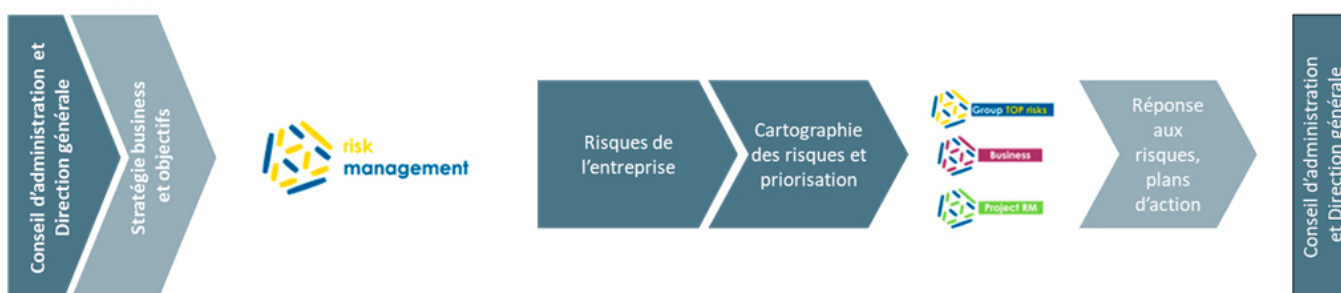 Conseil d'administration et
Direction générale
Stratégie business
et objectifs
risk
management
Risques de
l'entreprise
Cartographie
des risques et
priorisation
Group TOP risks
Business
Project RM
Réponse
aux
risques,
plans
d'action
Conseil d'administration
et Direction générale